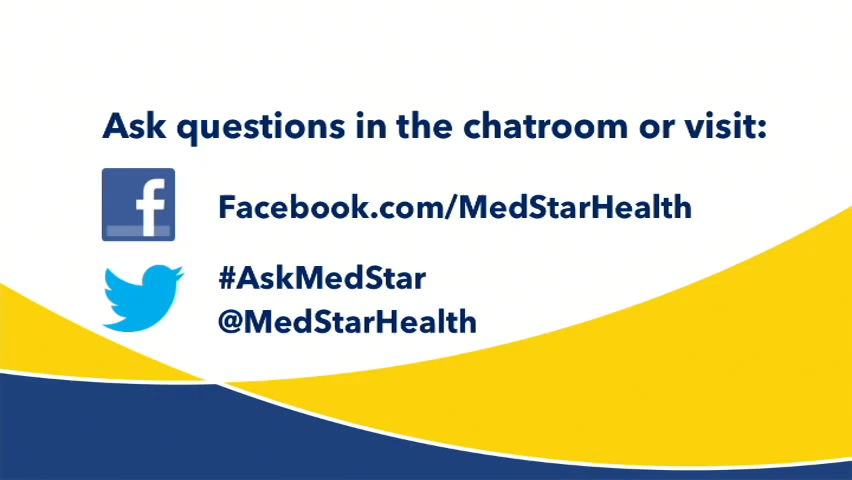 Ask questions in the chatroom or visit:
Facebook.com/MedStarHealth
#AskMedStar
@MedStarHealth